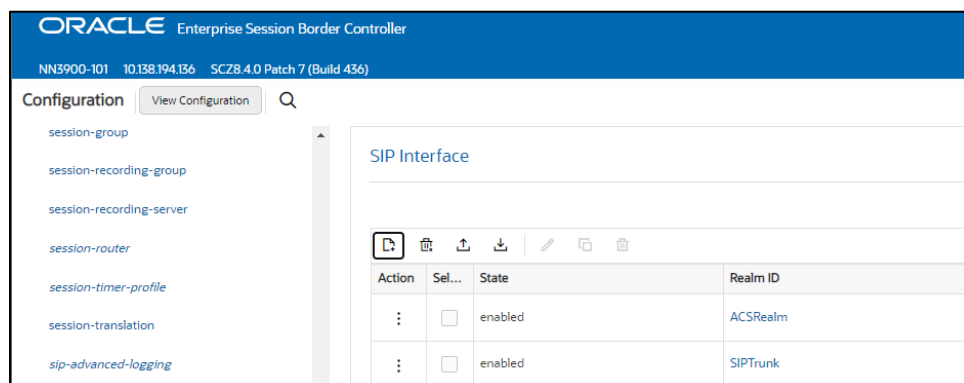 ORACLE Enterprise Session Border Controller
NN3900-101 10.138.194.136 SCZ8.4.0 Patch 7 (Build 436)
Configuration View Configuration
session-group
session-recording-group
session-recording-server
session-router
session-timer-profile
session-translation
sip-advanced-logging
SIP Interface
Action Sel... State Realm ID
enabled ACSRealm
enabled SIPTrunk